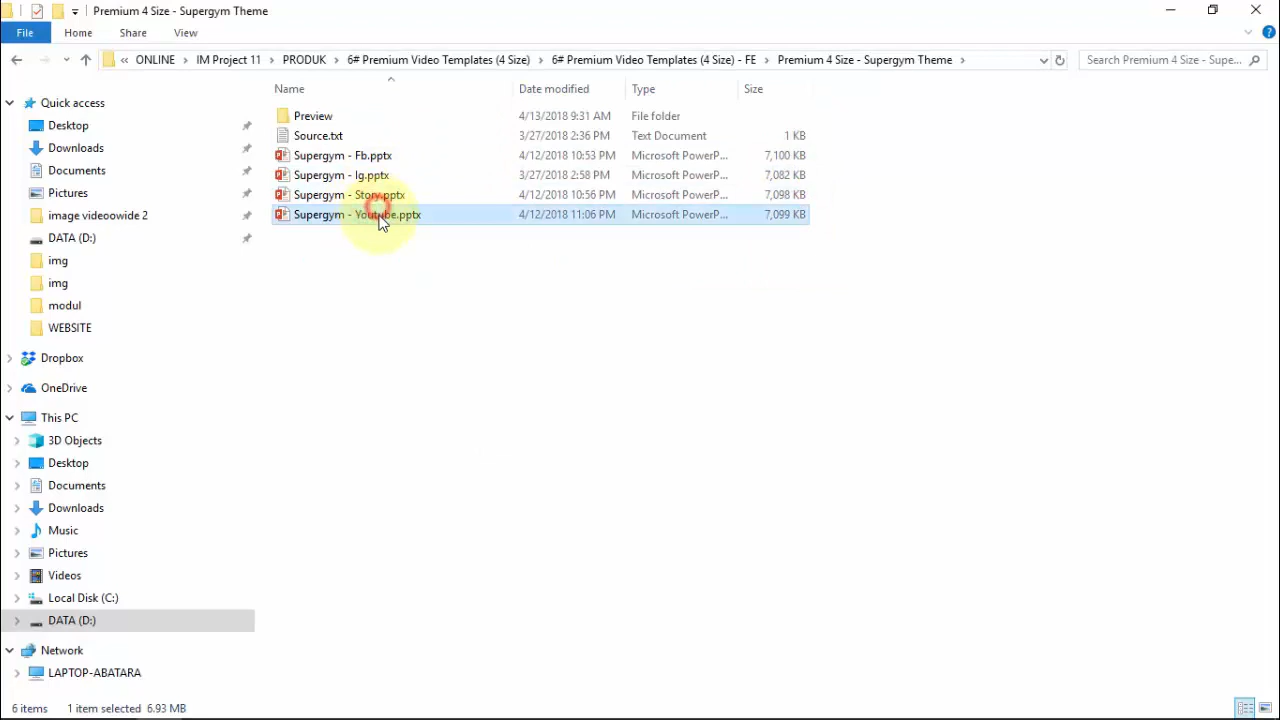 Premium 4 Size - Supergym Theme
File Home Share View
« ONLINE › IM Project 11 › PRODUK › 6# Premium Video Templates (4 Size) › 6# Premium Video Templates (4 Size) - FE › Premium 4 Size - Supergym Theme ›
Search Premium 4 Size - Supe...
Name Date modified Type Size
Quick access
Desktop
Downloads
Documents
Pictures
image videoowide 2
DATA (D:)
img
img
modul
WEBSITE
Dropbox
OneDrive
This PC
3D Objects
Desktop
Documents
Downloads
Music
Pictures
Videos
Local Disk (C:)
DATA (D:)
Network
LAPTOP-ABATARA
Preview 4/13/2018 9:31 AM File folder
Source.txt 3/27/2018 2:36 PM Text Document 1 KB
Supergym - Fb.pptx 4/12/2018 10:53 PM Microsoft PowerP... 7,100 KB
Supergym - Ig.pptx 3/27/2018 2:58 PM Microsoft PowerP... 7,082 KB
Supergym - Story.pptx 4/12/2018 10:56 PM Microsoft PowerP... 7,098 KB
Supergym - Youtube.pptx 4/12/2018 11:06 PM Microsoft PowerP... 7,099 KB
6 items 1 item selected 6.93 MB